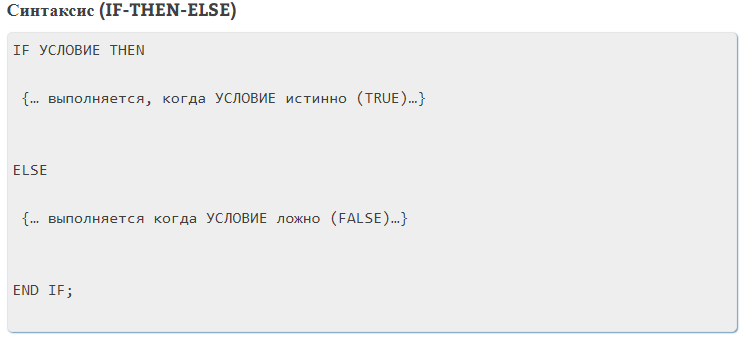 Синтаксис (IF-THEN-ELSE)
IF УСЛОВИЕ THEN
{… выполняется, когда УСЛОВИЕ истинно (TRUE)…}
ELSE
{… выполняется когда УСЛОВИЕ ложно (FALSE)…}
END IF;